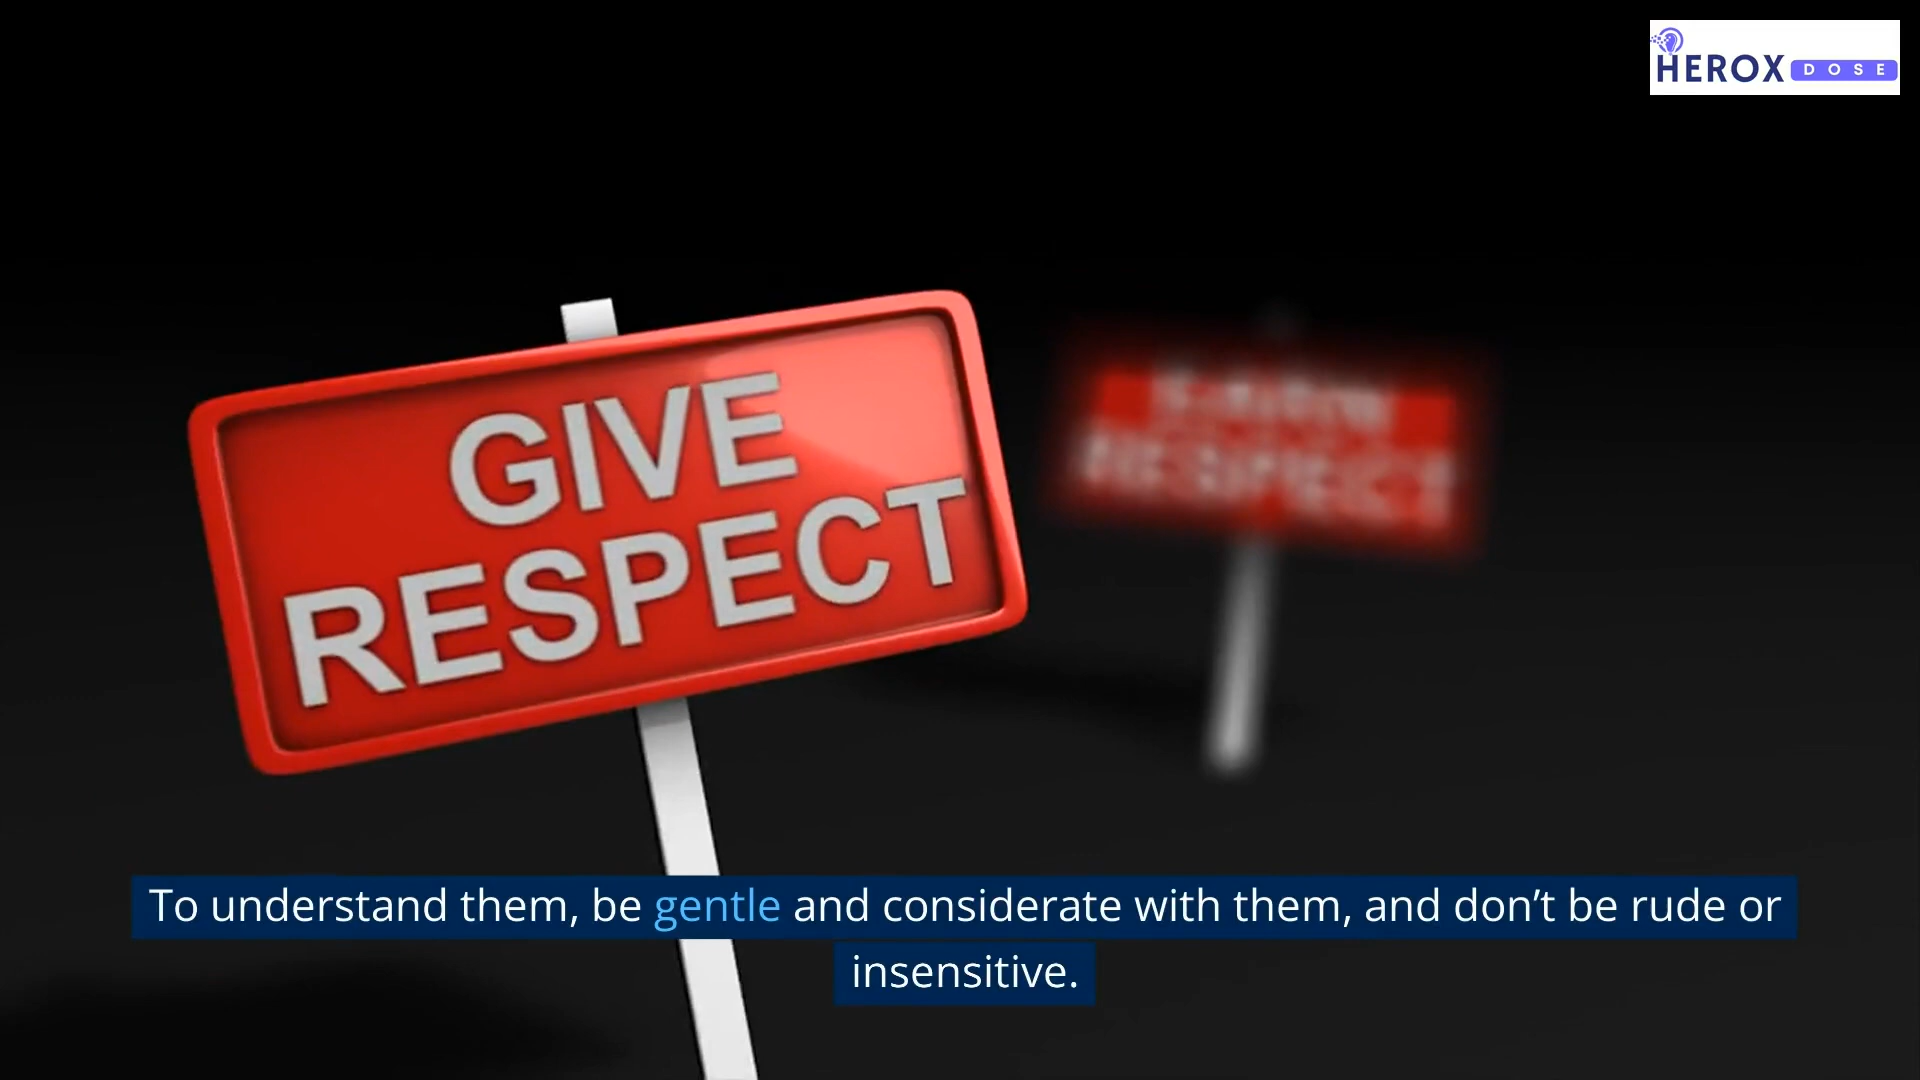 HEROX DOSE
GIVE
RESPECT
RESPECT
To understand them, be gentle and considerate with them, and don’t be rude or
insensitive.